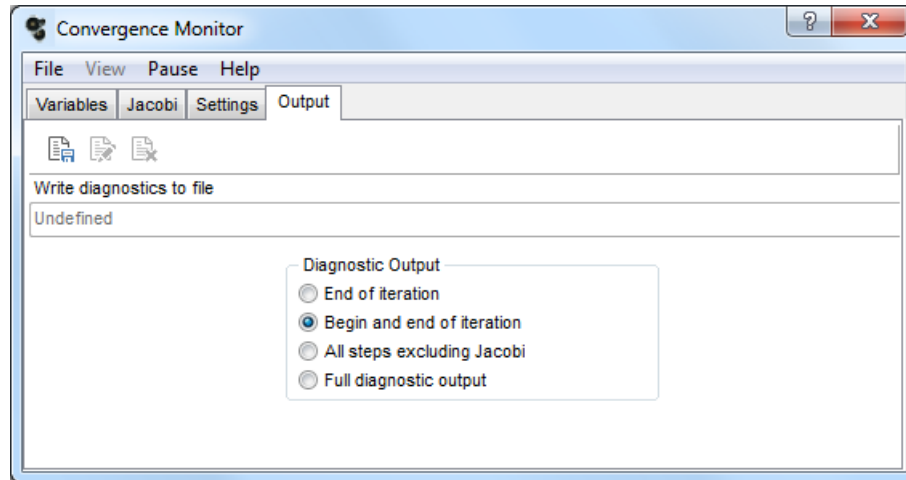 Convergence Monitor
File View Pause Help
Variables Jacobi Settings Output
Write diagnostics to file
Undefined
Diagnostic Output
End of iteration
Begin and end of iteration
All steps excluding Jacobi
Full diagnostic output